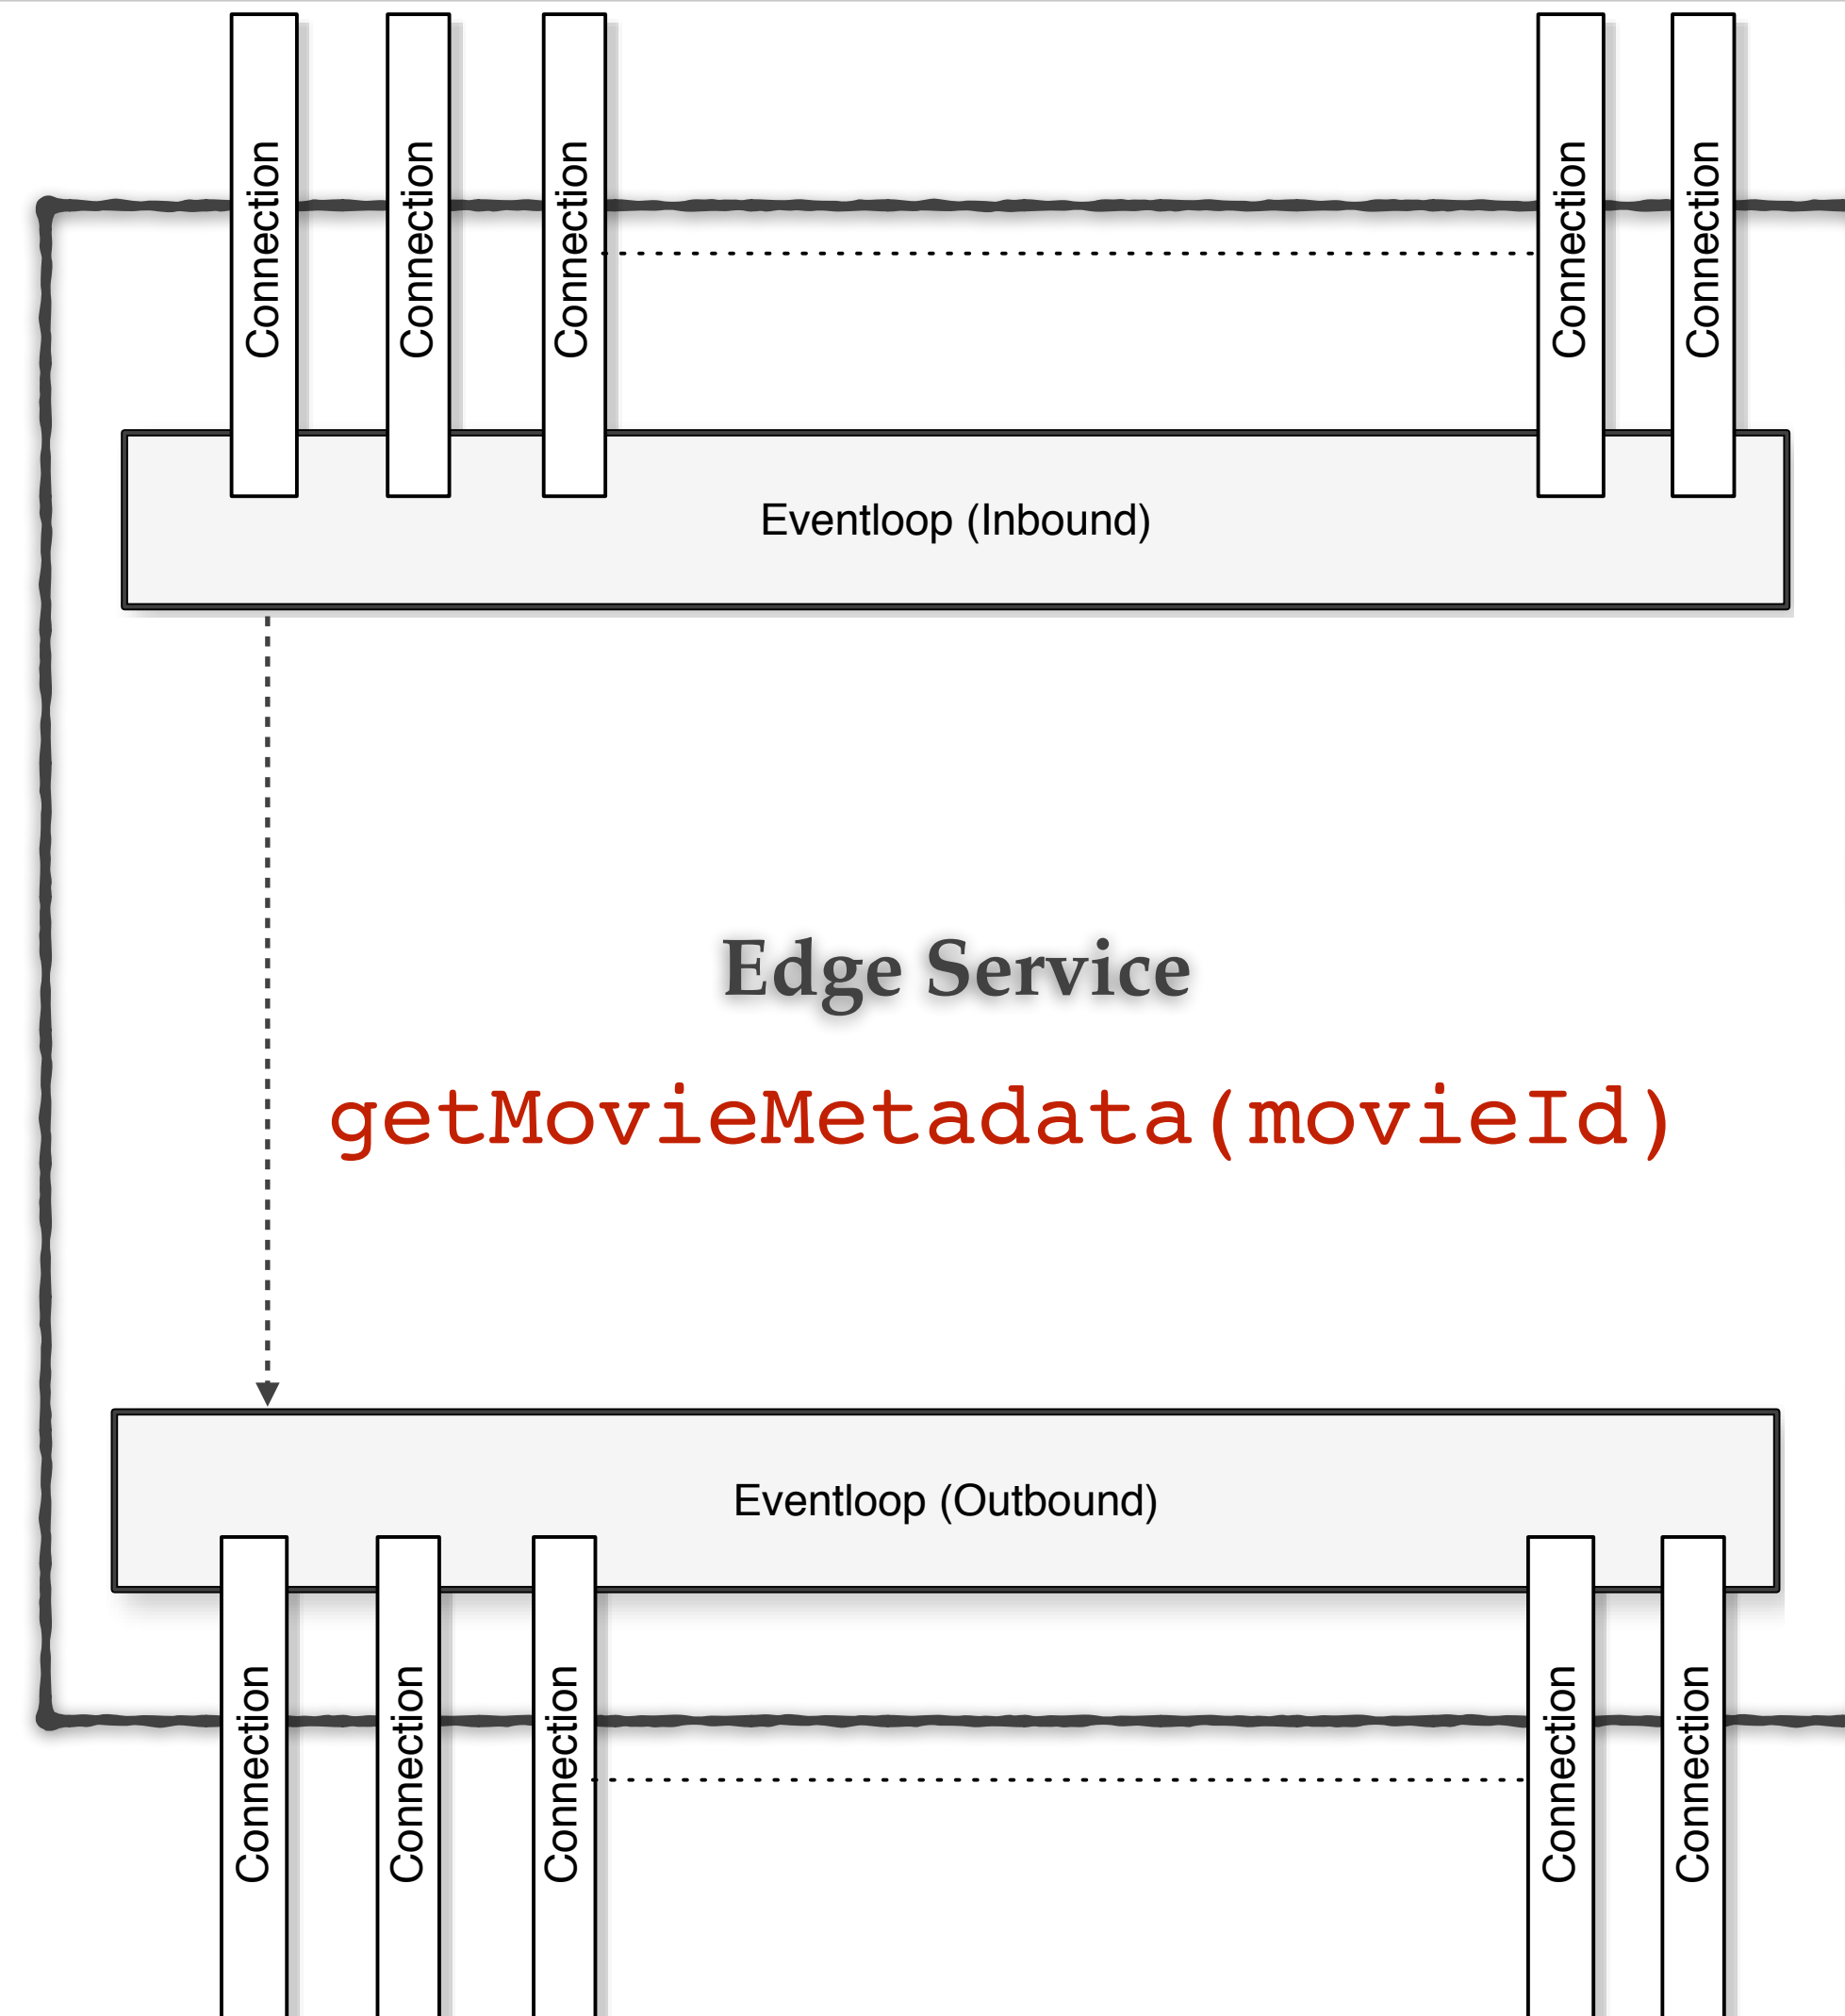 Connection
Connection
Connection
Connection
Connection
Eventloop (Inbound)
Edge Service
getMovieMetadata(movieId)
Eventloop (Outbound)
Connection
Connection
Connection
Connection
Connection